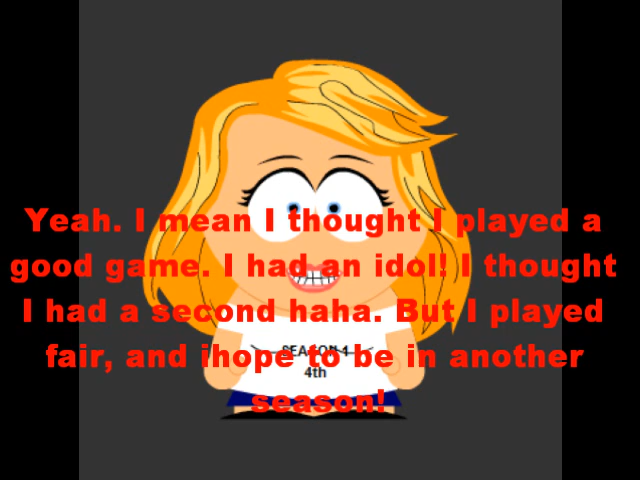 Yeah. I mean I thought I played a
good game. I had an idol! I thought
I had a second haha. But I played
fair, and ihope to be in another
season!
SEASON 4
4th